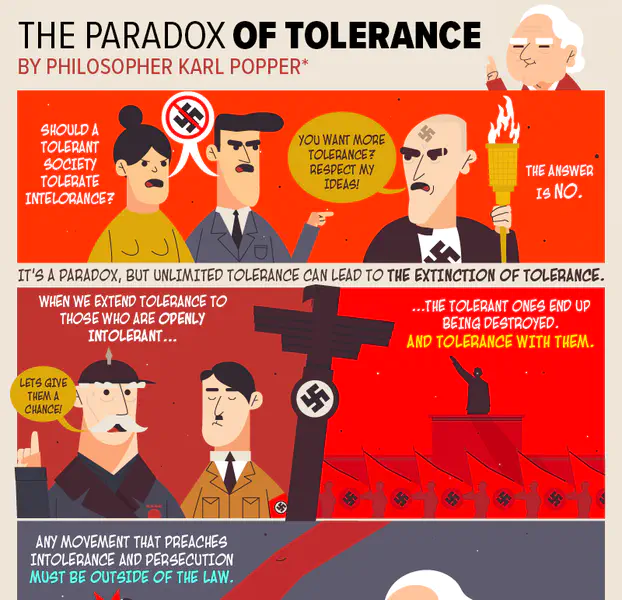 THE PARADOX OF TOLERANCE
BY PHILOSOPHER KARL POPPER*
SHOULD A
TOLERANT
SOCIETY
TOLERATE
INTELORANCE?
YOU WANT MORE
TOLERANCE?
RESPECT MY
IDEAS!
THE ANSWER
IS NO.
IT'S A PARADOX, BUT UNLIMITED TOLERANCE CAN LEAD TO THE EXTINCTION OF TOLERANCE.
WHEN WE EXTEND TOLERANCE TO
THOSE WHO ARE OPENLY
INTOLERANT...
LETS GIVE
THEM A
CHANCE!
...THE TOLERANT ONES END UP
BEING DESTROYED.
AND TOLERANCE WITH THEM.
ANY MOVEMENT THAT PREACHES
INTOLERANCE AND PERSECUTION
MUST BE OUTSIDE OF THE LAW.